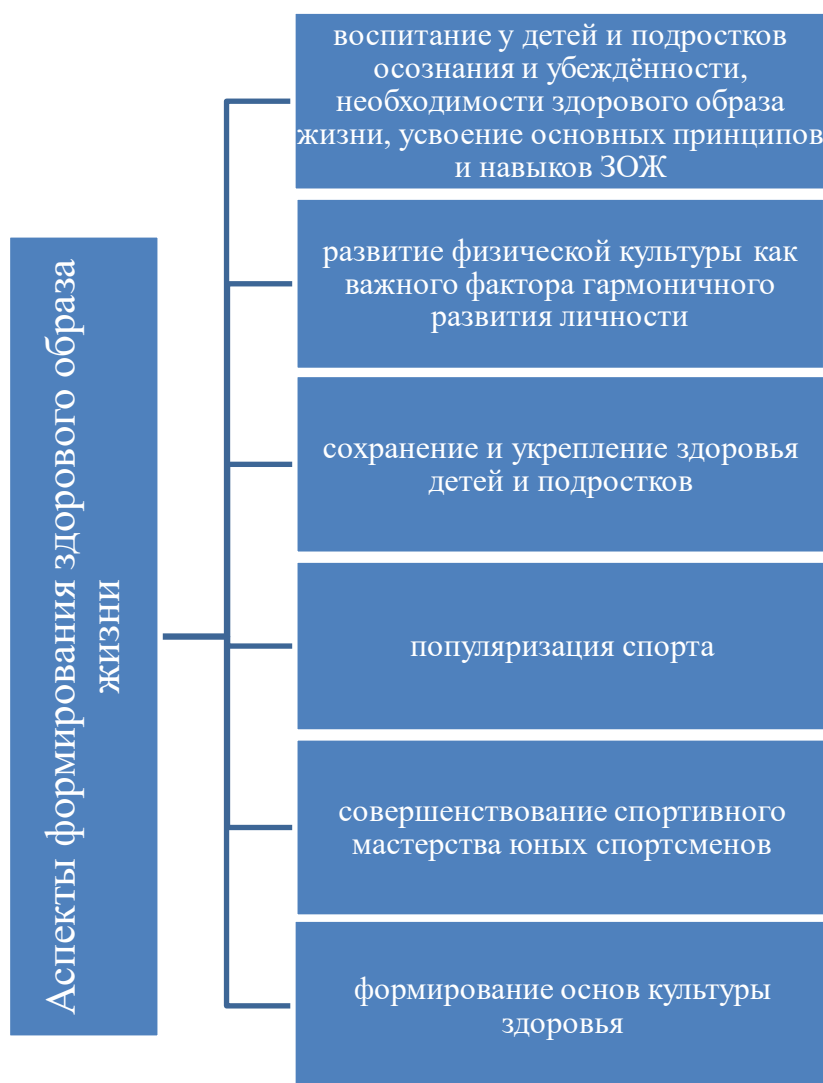 Аспекты формирования здорового образа
жизни
воспитание у детей и подростков
осознания и убеждённости,
необходимости здорового образа
жизни, усвоение основных принципов
и навыков ЗОЖ
развитие физической культуры как
важного фактора гармоничного
развития личности
сохранение и укрепление здоровья
детей и подростков
популяризация спорта
совершенствование спортивного
мастерства юных спортсменов
формирование основ культуры
здоровья